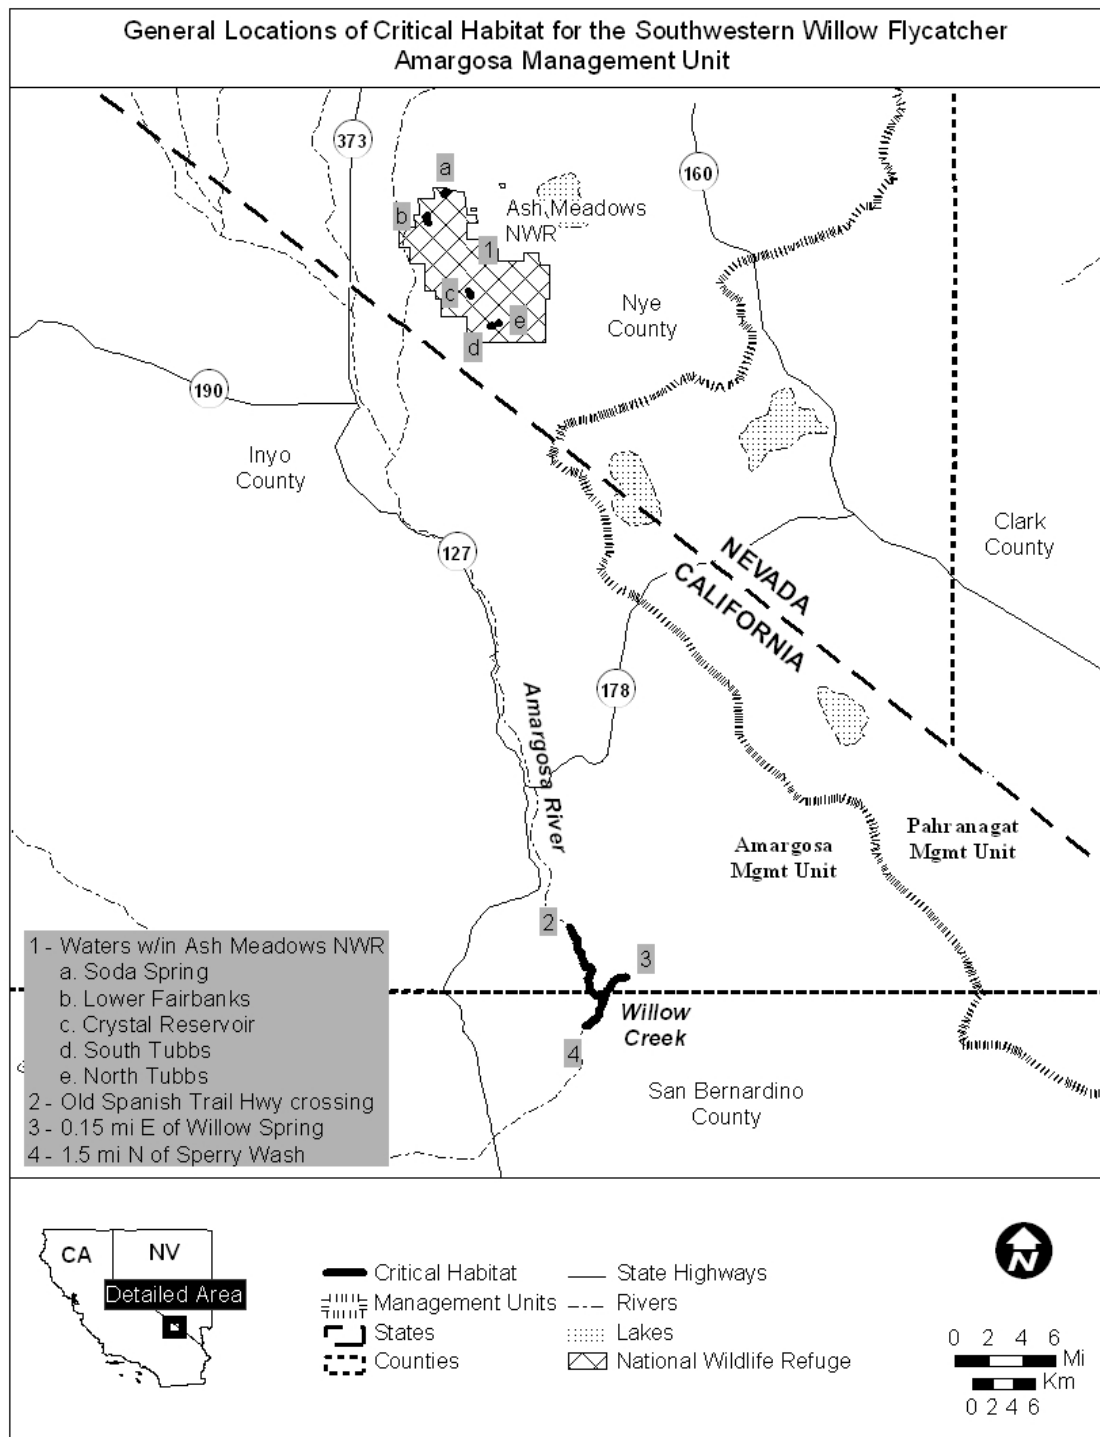 General Locations of Critical Habitat for the Southwestern Willow Flycatcher
Amargosa Management Unit
373
a
160
b
Ash Meadows
NWR
1
c
e
Nye
County
d
190
Inyo
County
Clark
County
127
NEVADA
CALIFORNIA
178
Amargosa River
Pahranagat
Mgmt Unit
Amargosa
Mgmt Unit
2
3
Willow
Creek
4
San Bernardino
County
1 - Waters w/in Ash Meadows NWR
a. Soda Spring
b. Lower Fairbanks
c. Crystal Reservoir
d. South Tubbs
e. North Tubbs
2 - Old Spanish Trail Hwy crossing
3 - 0.15 mi E of Willow Spring
4 - 1.5 mi N of Sperry Wash
CA
NV
Detailed Area
Critical Habitat
Management Units
States
Counties
State Highways
Rivers
Lakes
National Wildlife Refuge
N
0 2 4 6
Mi
Km
0 2 4 6